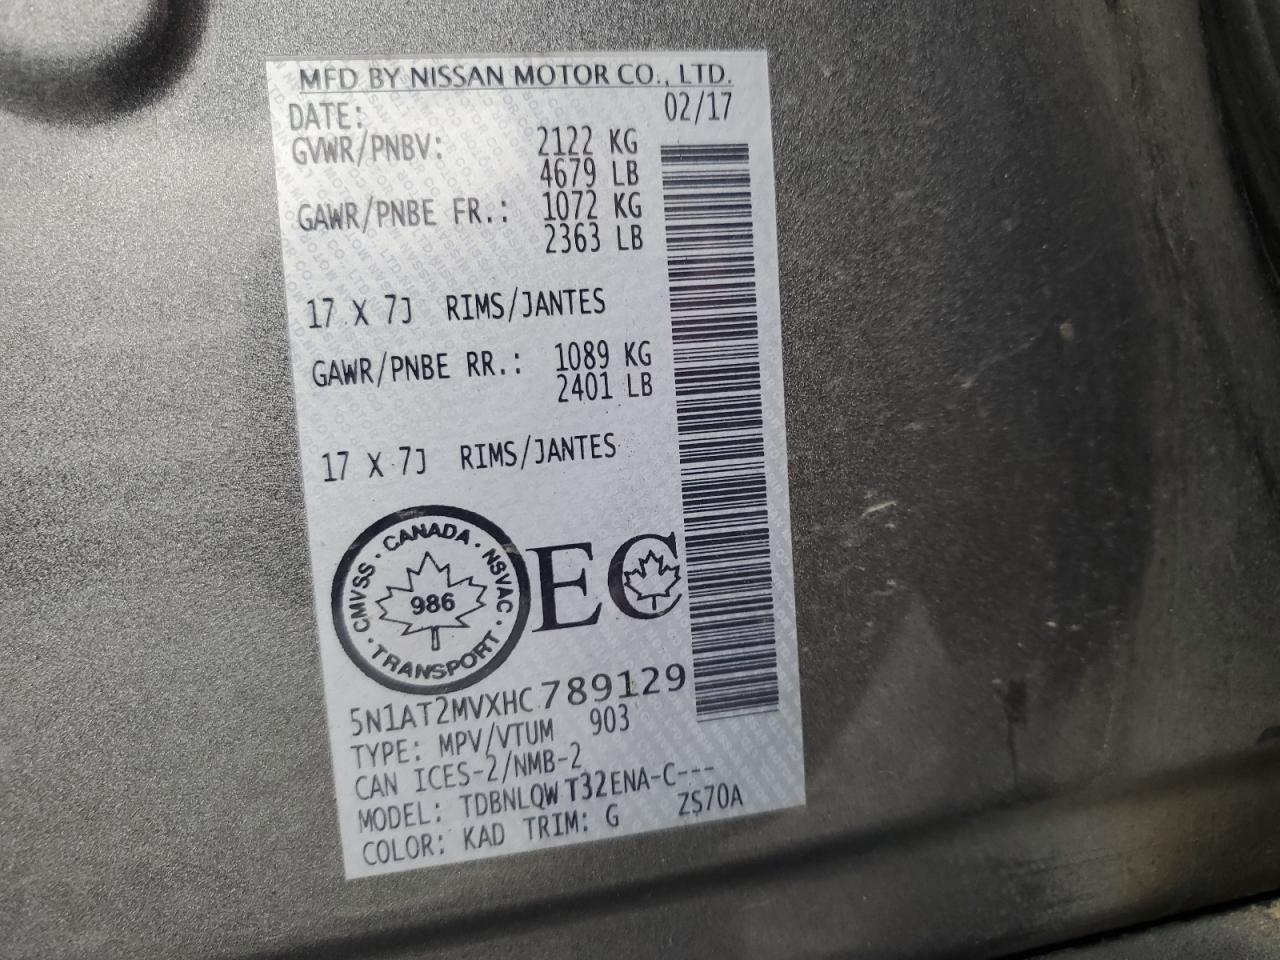 MFD BY NISSAN MOTOR CO., LTD.
DATE: 02/17
GVWR/PNBV: 2122 KG
4679 LB
GAWR/PNBE FR.: 1072 KG
2363 LB
17 X 7J RIMS/JANTES
GAWR/PNBE RR.: 1089 KG
2401 LB
17 X 7J RIMS/JANTES
CANADA · NSVAC · TRANSPORT · CMVSS ·
986
EC
5N1AT2MVXHC789129
TYPE: MPV/VTUM 903
CAN ICES-2/NMB-2
MODEL: TDBNLQWT32ENA-C---
COLOR: KAD TRIM: G ZS70A